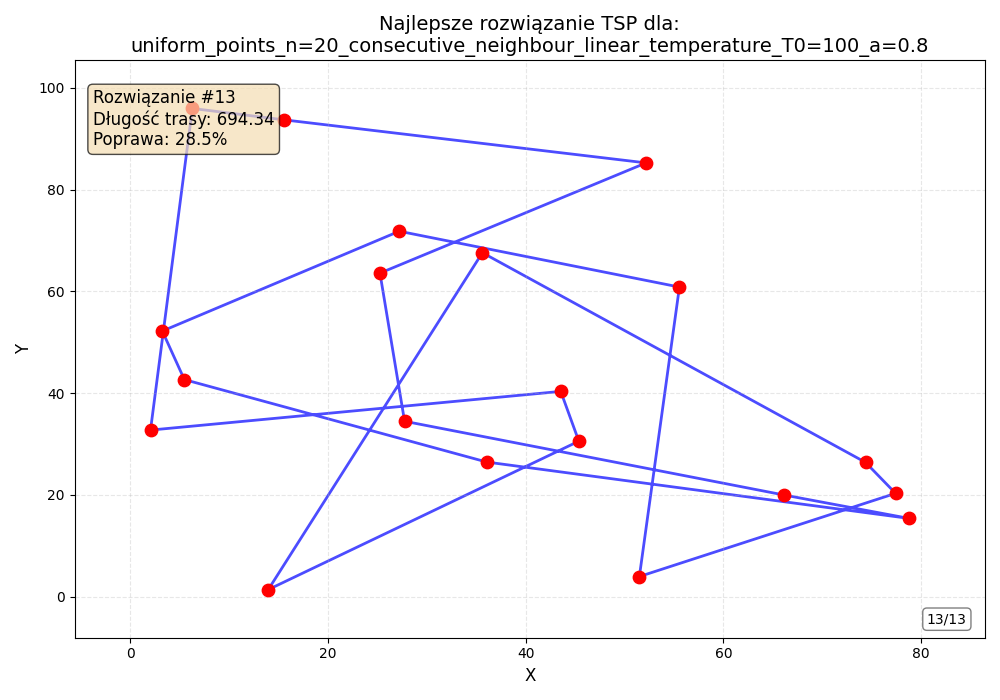 Najlepsze rozwiązanie TSP dla:
uniform_points_n=20_consecutive_neighbour_linear_temperature_T0=100_a=0.8
Rozwiązanie #13
Długość trasy: 694.34
Poprawa: 28.5%
100
80
60
40
20
0
Y
13/13
0 20 40 60 80
X